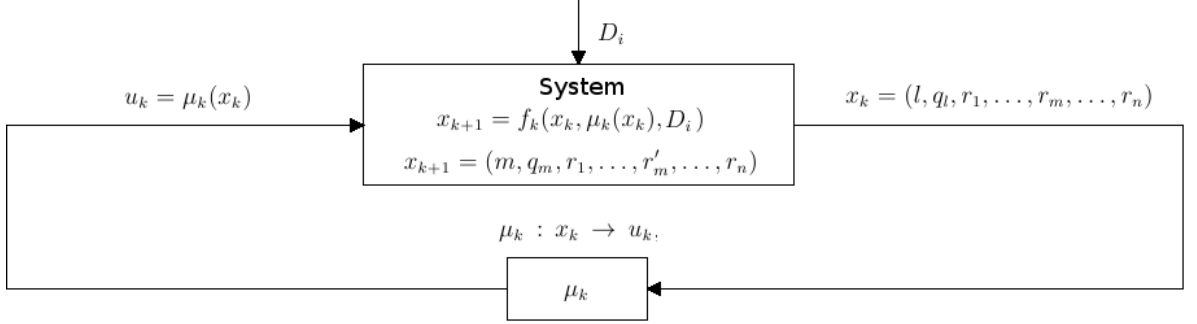 D_i
System
u_k = μ_k(x_k)
x_k = (l, q_l, r_1, . . . , r_m, . . . , r_n)
x_{k+1} = f_k(x_k, μ_k(x_k), D_i)
x_{k+1} = (m, q_m, r_1, . . . , r'_m, . . . , r_n)
μ_k : x_k → u_k,
μ_k